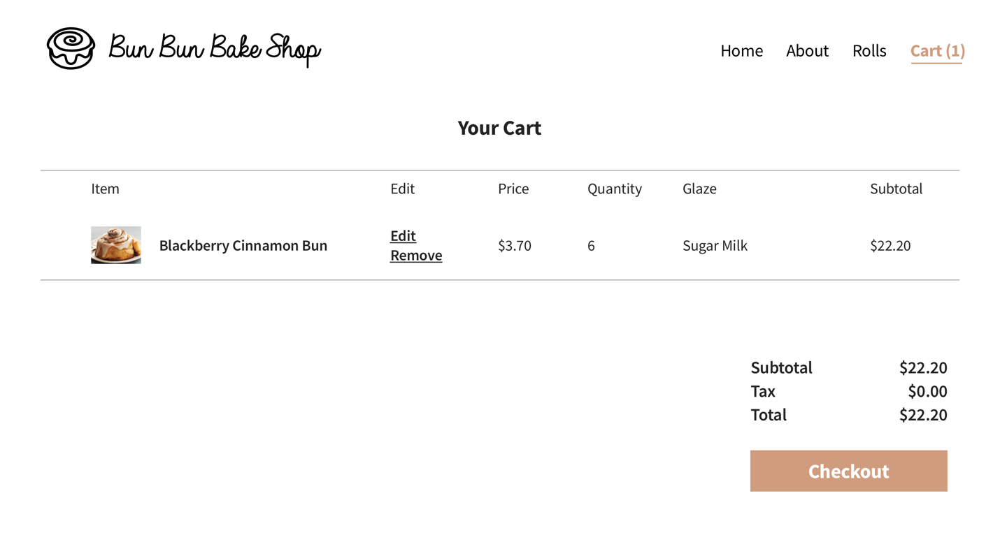 Bun Bun Bake Shop
Home About Rolls Cart (1)
Your Cart
Item Edit Price Quantity Glaze Subtotal
Blackberry Cinnamon Bun Edit Remove $3.70 6 Sugar Milk $22.20
Subtotal $22.20
Tax $0.00
Total $22.20
Checkout